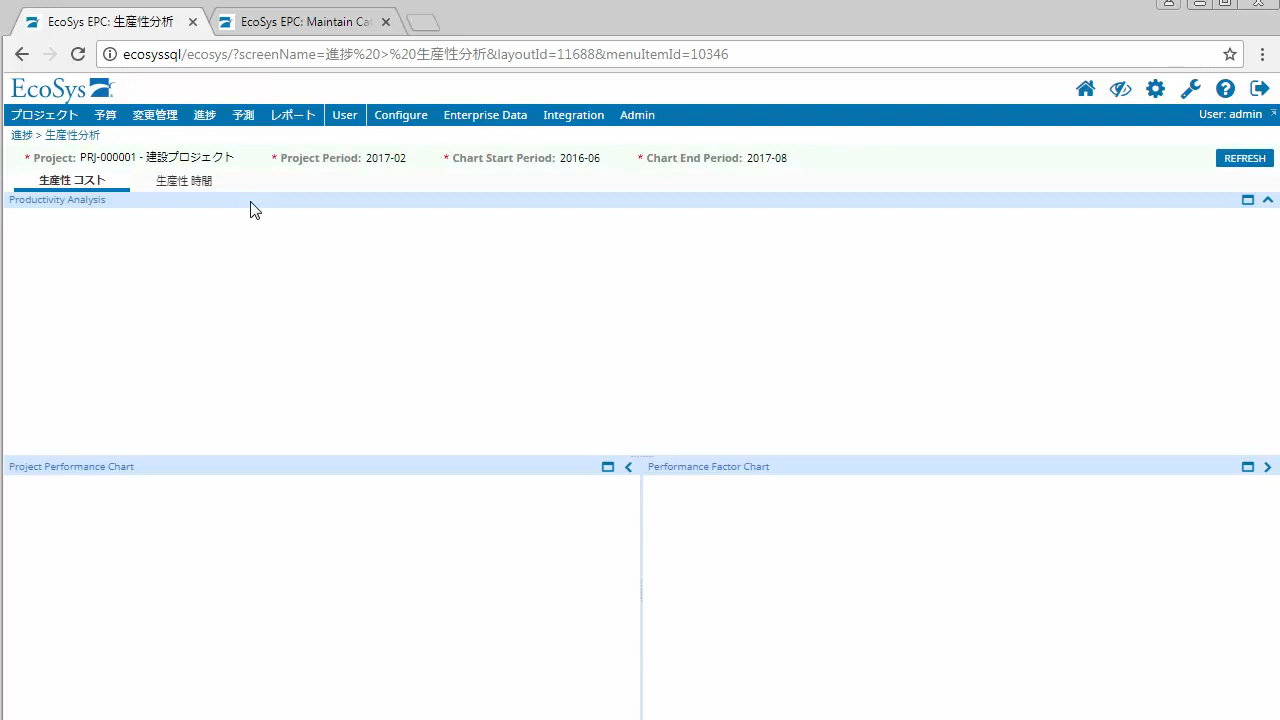 EcoSys EPC: 生産性分析
EcoSys EPC: Maintain Cat
ecosyssql/ecosys/?screenName=進捗%20>%20生産性分析&layoutId=11688&menuItemId=10346
EcoSys
プロジェクト 予算 変更管理 進捗 予測 レポート User Configure Enterprise Data Integration Admin User: admin
進捗 > 生産性分析
* Project: PRJ-000001 - 建設プロジェクト * Project Period: 2017-02 * Chart Start Period: 2016-06 * Chart End Period: 2017-08 REFRESH
生産性 コスト 生産性 時間
Productivity Analysis
Project Performance Chart Performance Factor Chart